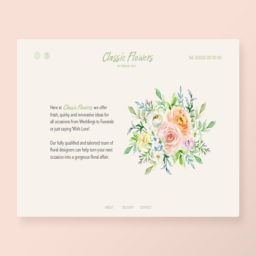 Classic Flowers
Here at Classic Flowers, we offer
fresh, quirky and innovative ideas for
all occasions from Weddings to Funerals
or just saying 'With Love'.
Our fully qualified and talented team of
floral designers can help turn your next
occasion into a gorgeous floral affair.
ABOUT